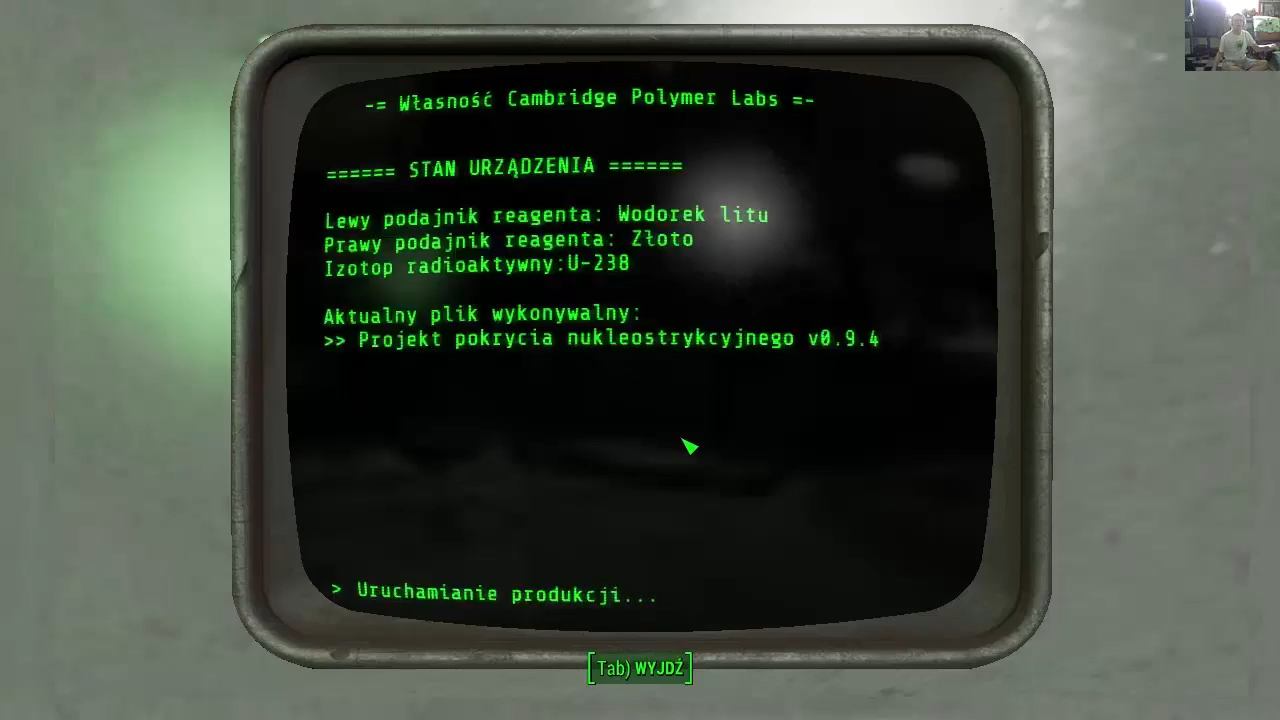 -= Własność Cambridge Polymer Labs =-
====== STAN URZĄDZENIA ======
Lewy podajnik reagenta: Wodorek litu
Prawy podajnik reagenta: Złoto
Izotop radioaktywny:U-238
Aktualny plik wykonywalny:
>> Projekt pokrycia nukleostrykcyjnego v0.9.4
> Uruchamianie produkcji...
[Tab) WYJDŹ]